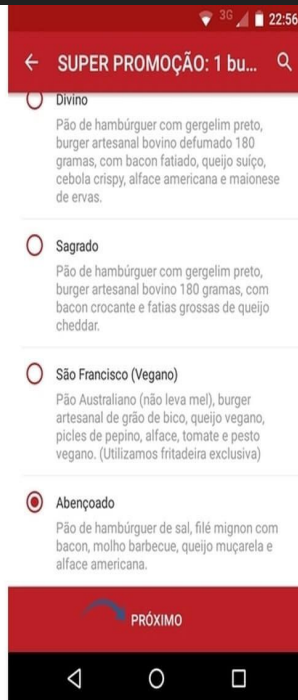 3G 22:56
SUPER PROMOÇÃO: 1 bu...
Divino
Pão de hambúrguer com gergelim preto,
burger artesanal bovino defumado 180
gramas, com bacon fatiado, queijo suíço,
cebola crispy, alface americana e maionese
de ervas.
Sagrado
Pão de hambúrguer com gergelim preto,
burger artesanal bovino 180 gramas, com
bacon crocante e fatias grossas de queijo
cheddar.
São Francisco (Vegano)
Pão Australiano (não leva mel), burger
artesanal de grão de bico, queijo vegano,
picles de pepino, alface, tomate e pesto
vegano. (Utilizamos fritadeira exclusiva)
Abençoado
Pão de hambúrguer de sal, filé mignon com
bacon, molho barbecue, queijo muçarela e
alface americana.
PRÓXIMO